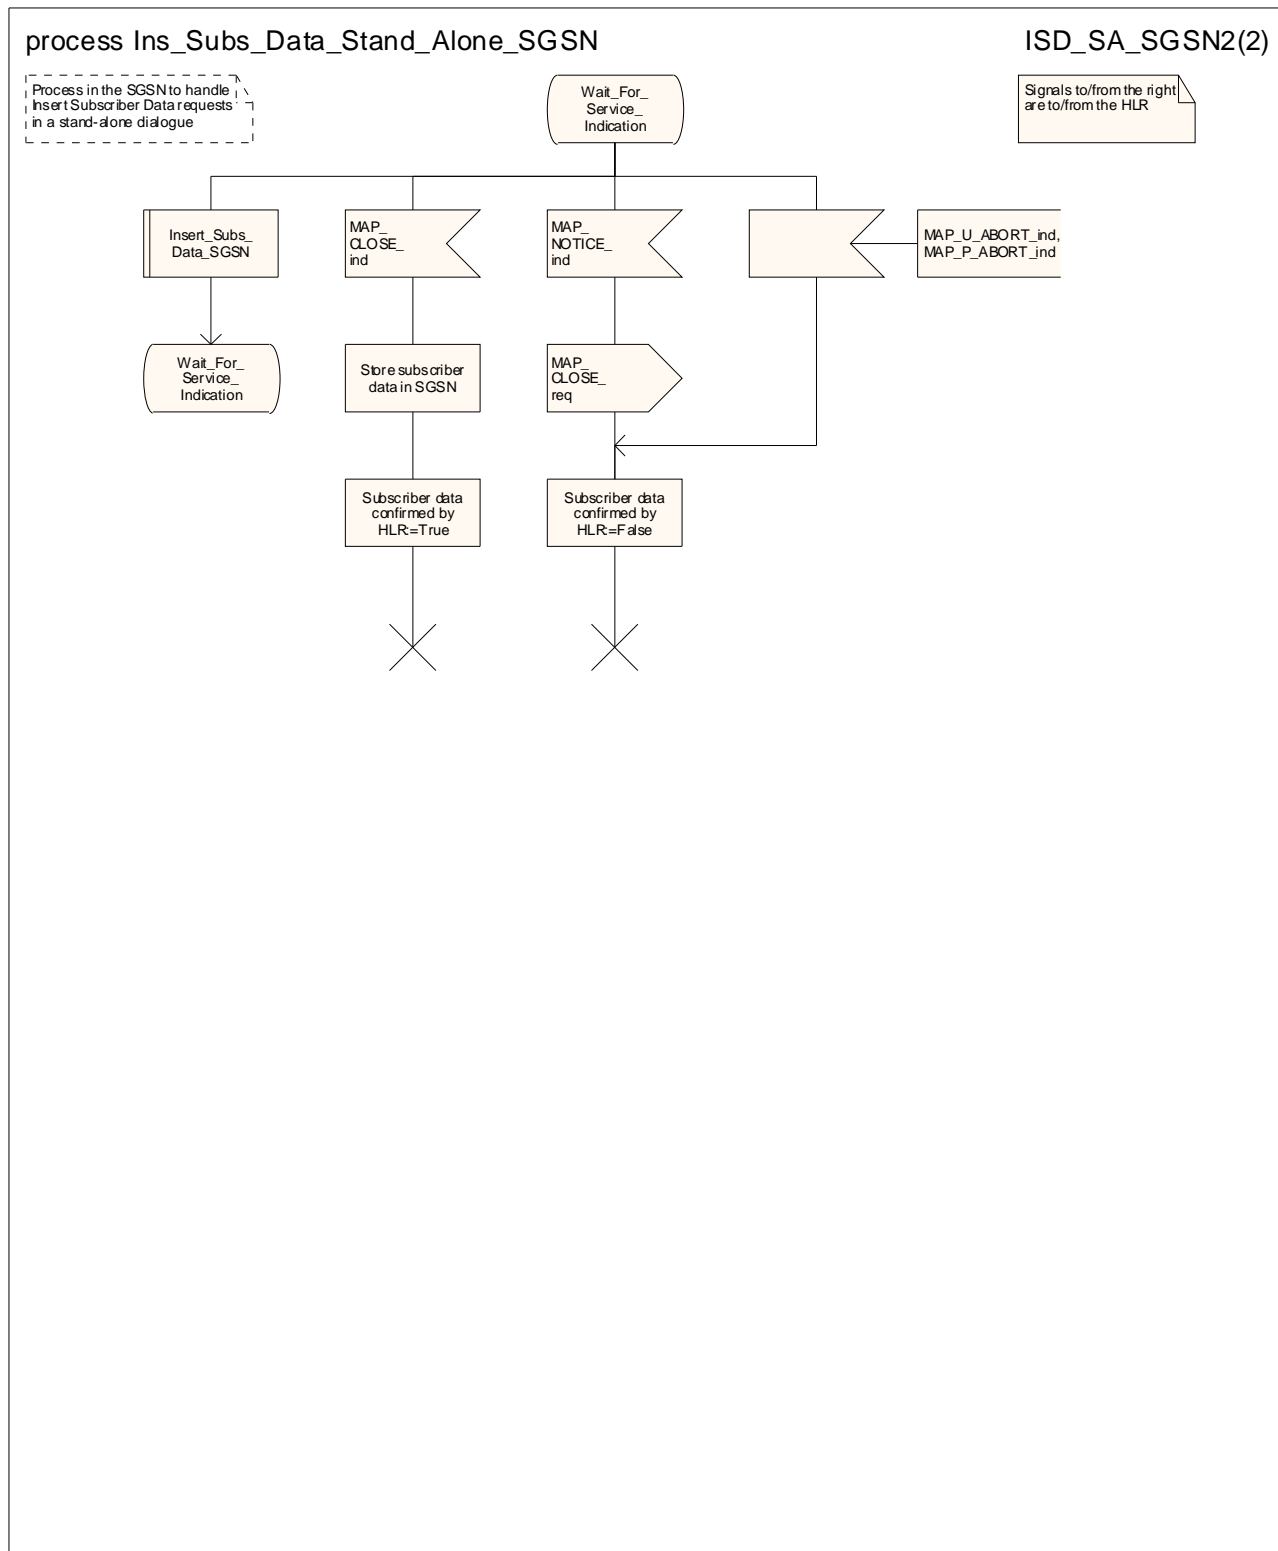 process Ins_Subs_Data_Stand_Alone_SGSN
ISD_SA_SGSN2(2)
Process in the SGSN to handle
Insert Subscriber Data requests
in a stand-alone dialogue
Wait_For_
Service_
Indication
Signals to/from the right
are to/from the HLR
Insert_Subs_
Data_SGSN
MAP_
CLOSE_
ind
MAP_
NOTICE_
ind
MAP_U_ABORT_ind,
MAP_P_ABORT_ind
Wait_For_
Service_
Indication
Store subscriber
data in SGSN
MAP_
CLOSE_
req
Subscriber data
confirmed by
HLR:=True
Subscriber data
confirmed by
HLR:=False